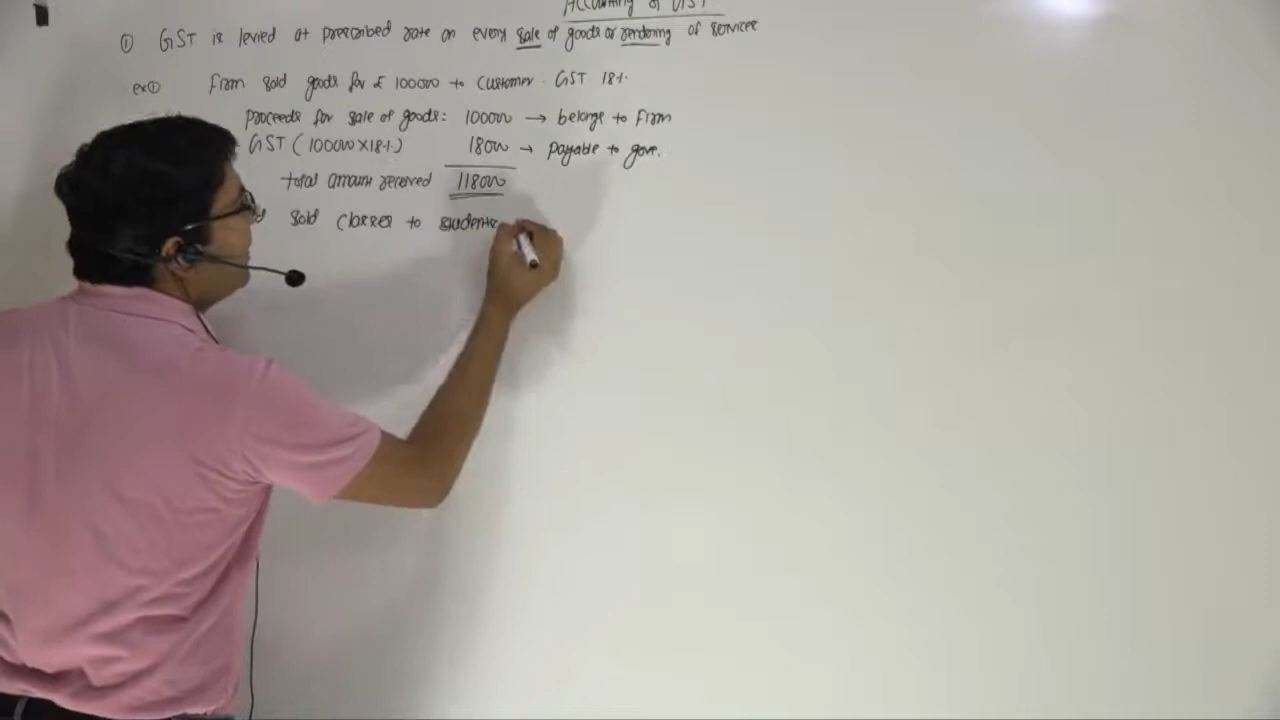 Accounting of GST
① GST is levied at prescribed rate on every sale of goods or rendering of services
ex① Firm sold goods for ₹ 100000 to customer. GST 18%.
proceeds for sale of goods: 100000 → belongs to firm
GST (100000 × 18%) 18000 → payable to gove.
total amount received 118000
sold classes to students